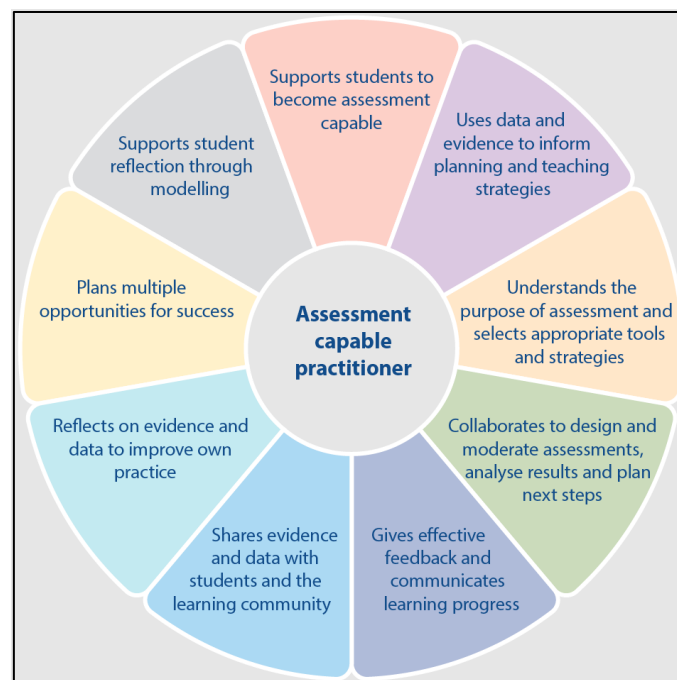 Supports students to
become assessment
capable
Uses data and
evidence to inform
planning and teaching
strategies
Understands the
purpose of assessment and
selects appropriate tools
and strategies
Collaborates to design and
moderate assessments,
analyse results and plan
next steps
Gives effective
feedback and
communicates
learning progress
Shares evidence
and data with
students and the
learning community
Reflects on evidence and
data to improve own
practice
Plans multiple
opportunities for success
Supports student
reflection through
modelling
Assessment
capable
practitioner